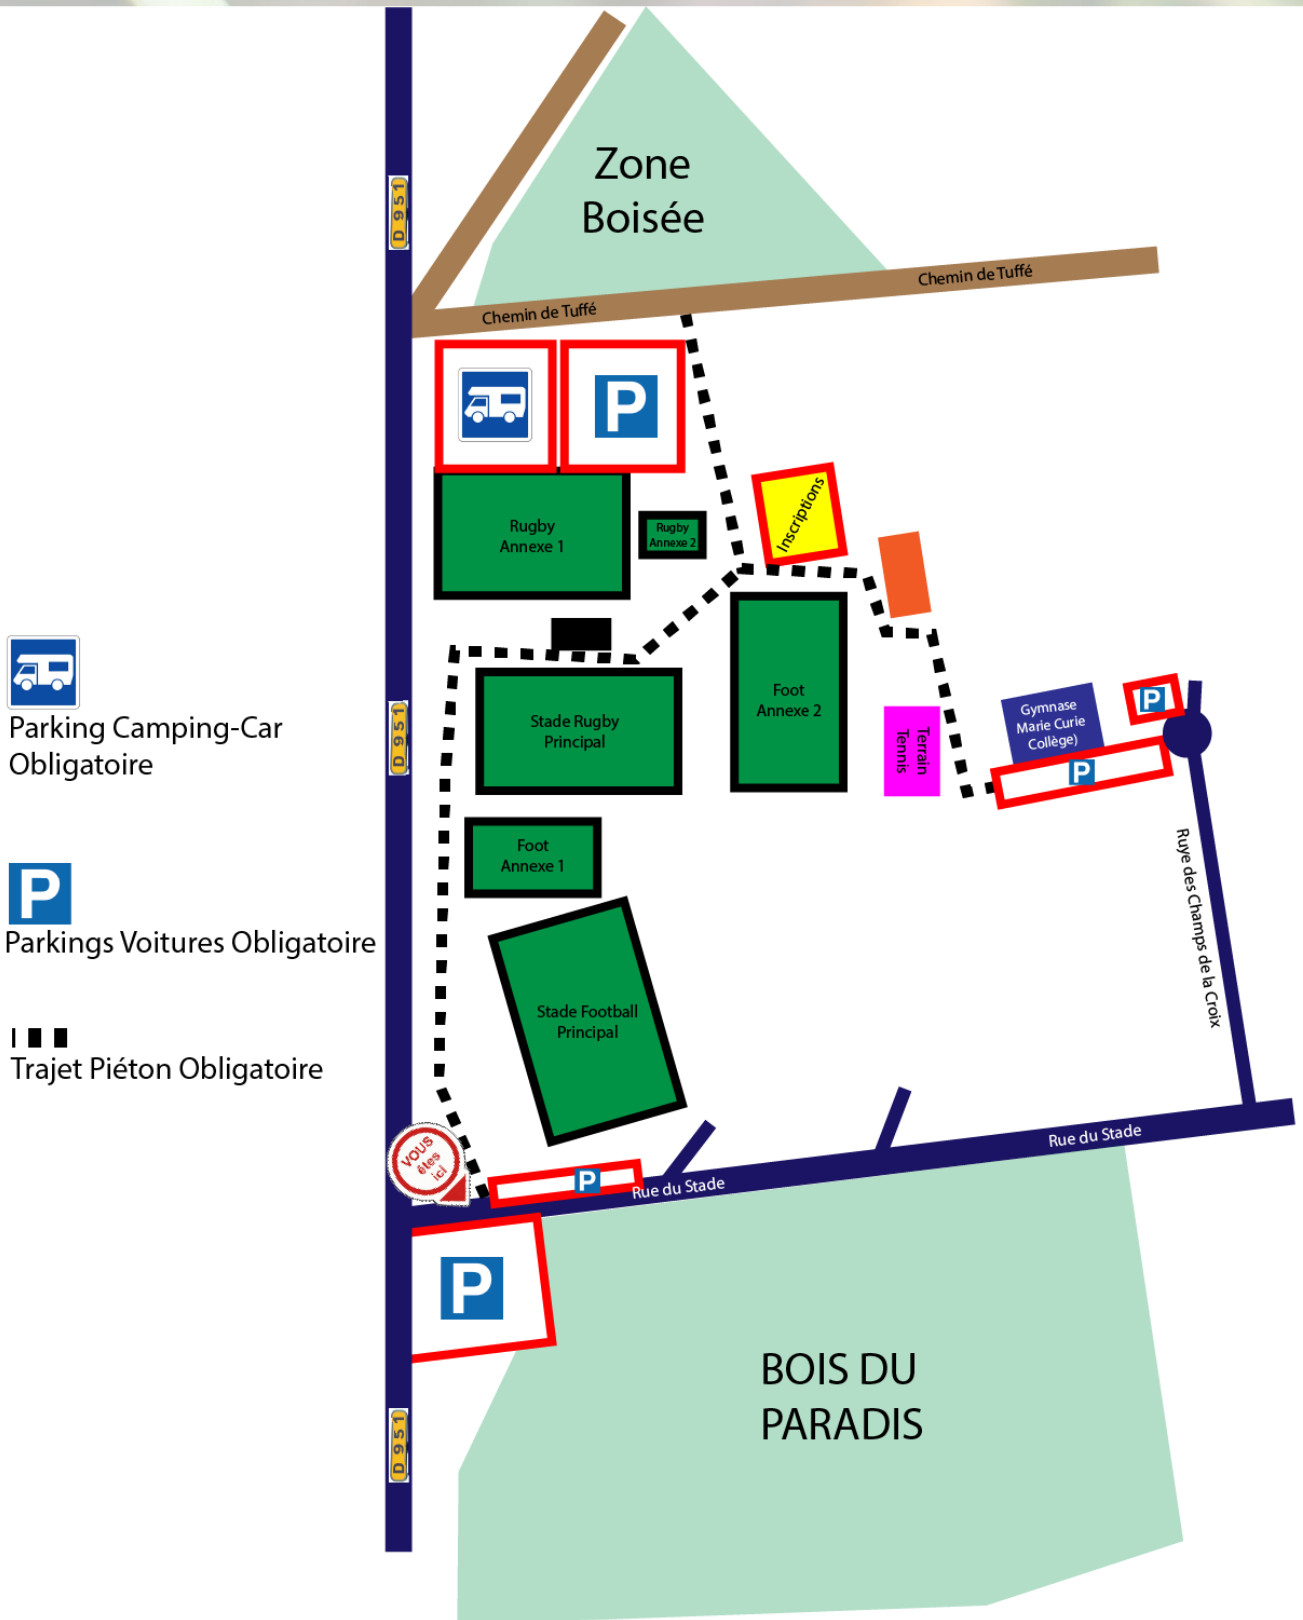 Zone
Boisée
D 951
Chemin de Tuffé
Chemin de Tuffé
P
Inscriptions
Rugby
Annexe 1
Rugby
Annexe 2
Parking Camping-Car
Obligatoire
D 951
Stade Rugby
Principal
Foot
Annexe 2
Terrain
Tennis
Gymnase
Marie Curie
Collège)
P
P
Foot
Annexe 1
P
Parkings Voitures Obligatoire
Ruye des Champs de la Croix
Stade Football
Principal
Trajet Piéton Obligatoire
VOUS
êtes
ici
P
Rue du Stade
Rue du Stade
P
BOIS DU
PARADIS
D 951